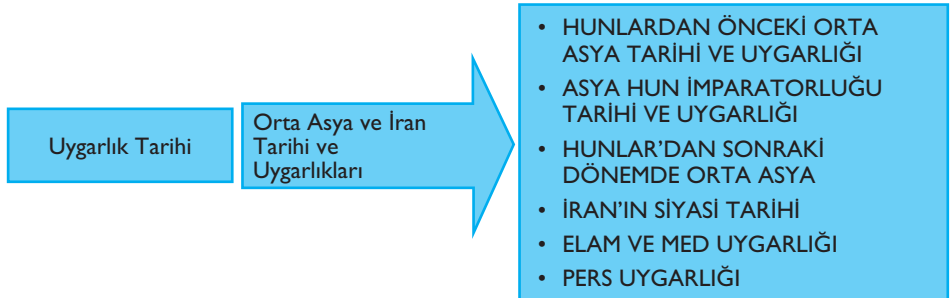 Uygarlık Tarihi
Orta Asya ve İran
Tarihi ve
Uygarlıkları
• HUNLARDAN ÖNCEKİ ORTA
ASYA TARİHİ VE UYGARLIĞI
• ASYA HUN İMPARATORLUĞU
TARİHİ VE UYGARLIĞI
• HUNLAR’DAN SONRAKİ
DÖNEMDE ORTA ASYA
• İRAN’IN SİYASİ TARİHİ
• ELAM VE MED UYGARLIĞI
• PERS UYGARLIĞI